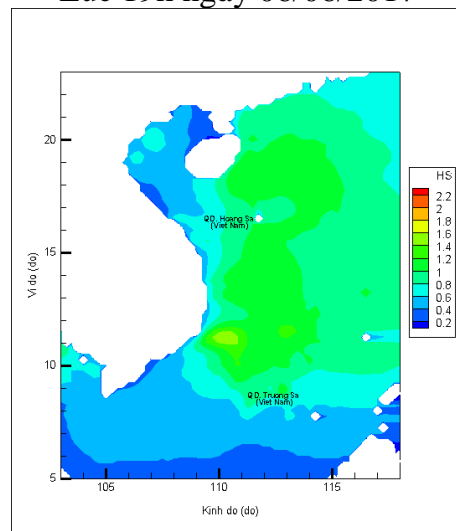 20
15
10
5
105
110
115
Vi do (do)
Kinh do (do)
QD. Hoang Sa
(Viet Nam)
QD. Truong Sa
(Viet Nam)
HS
2.2
2
1.8
1.6
1.4
1.2
1
0.8
0.6
0.4
0.2